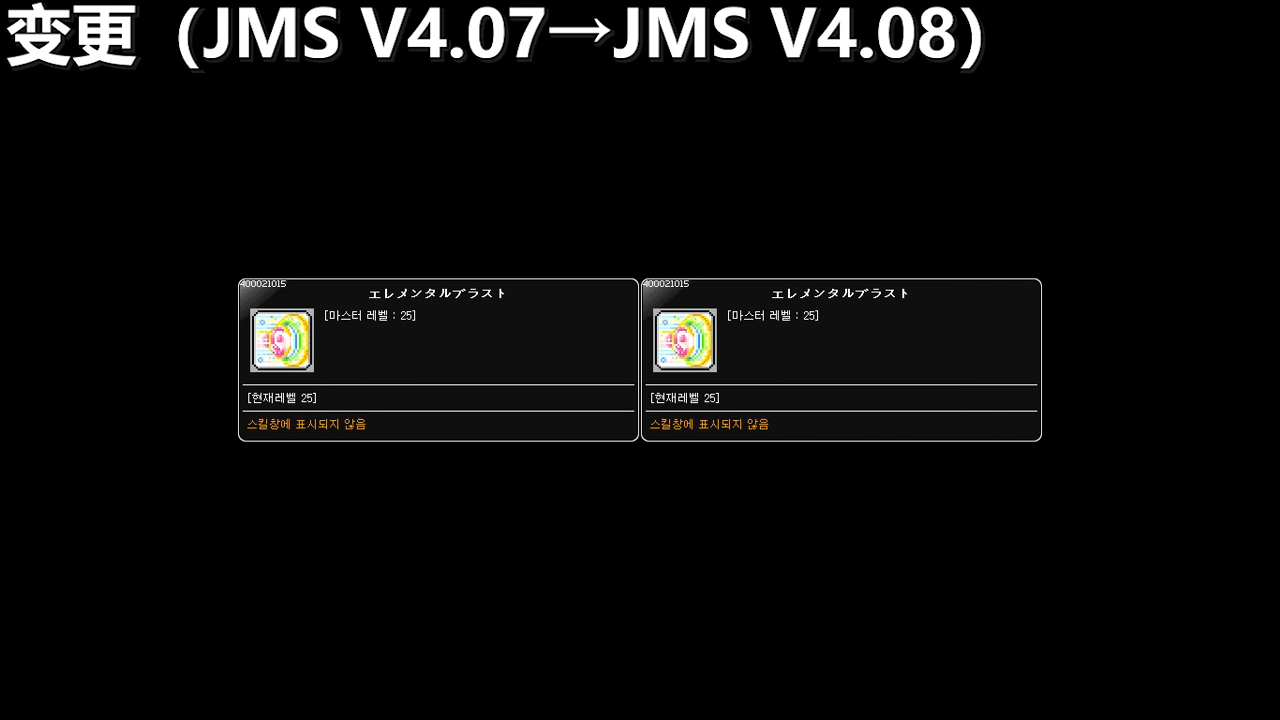 变更（JMS V4.07→JMS V4.08）
400021015
エレメンタルブラスト
[마스터 레벨 : 25]
[현재레벨 25]
스킬창에 표시되지 않음
400021015
エレメンタルブラスト
[마스터 레벨 : 25]
[현재레벨 25]
스킬창에 표시되지 않음